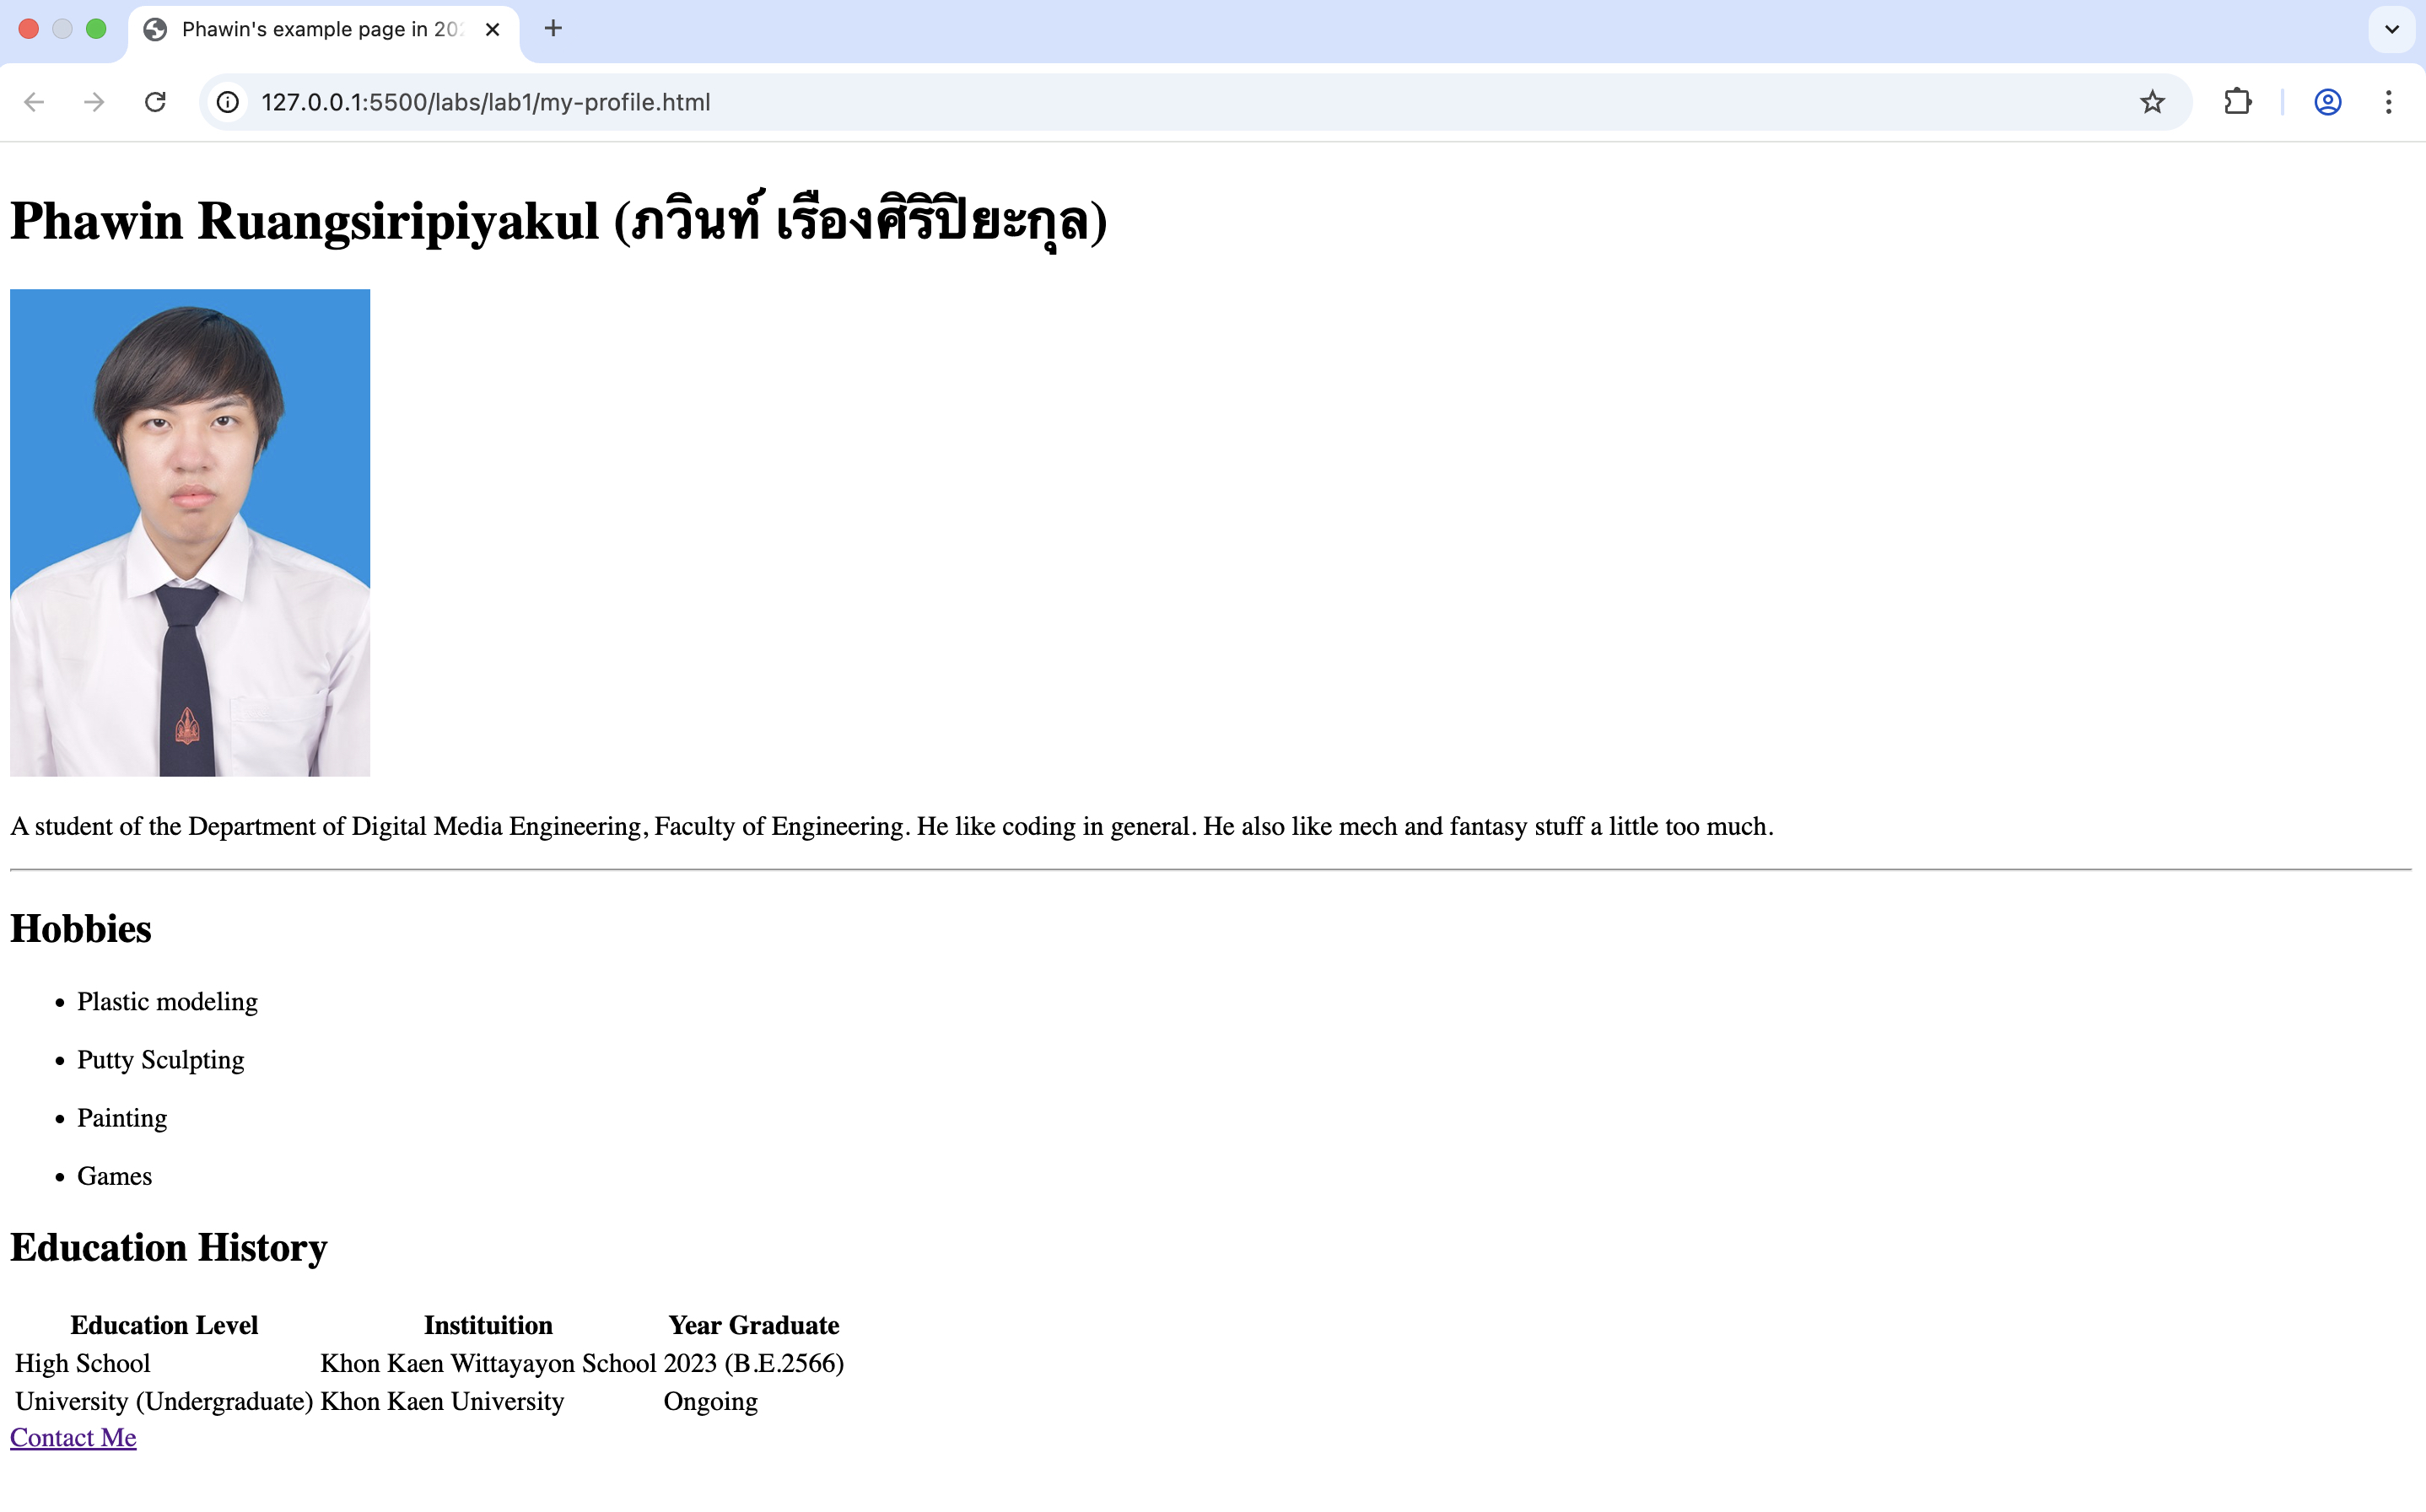 Phawin's example page in 202
127.0.0.1:5500/labs/lab1/my-profile.html
Phawin Ruangsiripiyakul (ภวินท์ เรืองศิริปิยะกุล)
A student of the Department of Digital Media Engineering, Faculty of Engineering. He like coding in general. He also like mech and fantasy stuff a little too much.
Hobbies
Plastic modeling
Putty Sculpting
Painting
Games
Education History
Education Level Instituition Year Graduate
High School Khon Kaen Wittayayon School 2023 (B.E.2566)
University (Undergraduate) Khon Kaen University Ongoing
Contact Me